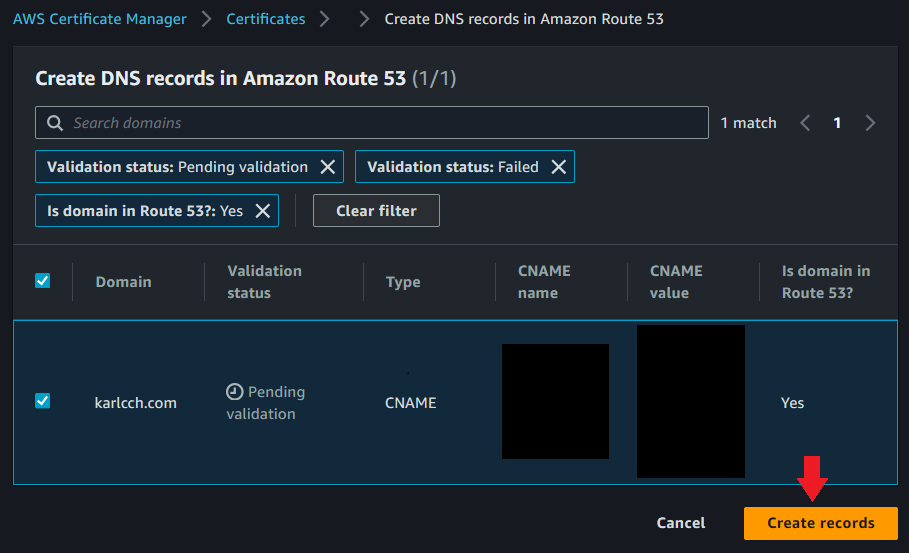 AWS Certificate Manager > Certificates > > Create DNS records in Amazon Route 53
Create DNS records in Amazon Route 53 (1/1)
Search domains
1 match < 1 >
Validation status: Pending validation X Validation status: Failed X
Is domain in Route 53?: Yes X Clear filter
Domain
Validation
status
Type
CNAME
name
CNAME
value
Is domain in
Route 53?
karlcch.com
Pending
validation
CNAME
Yes
Cancel Create records